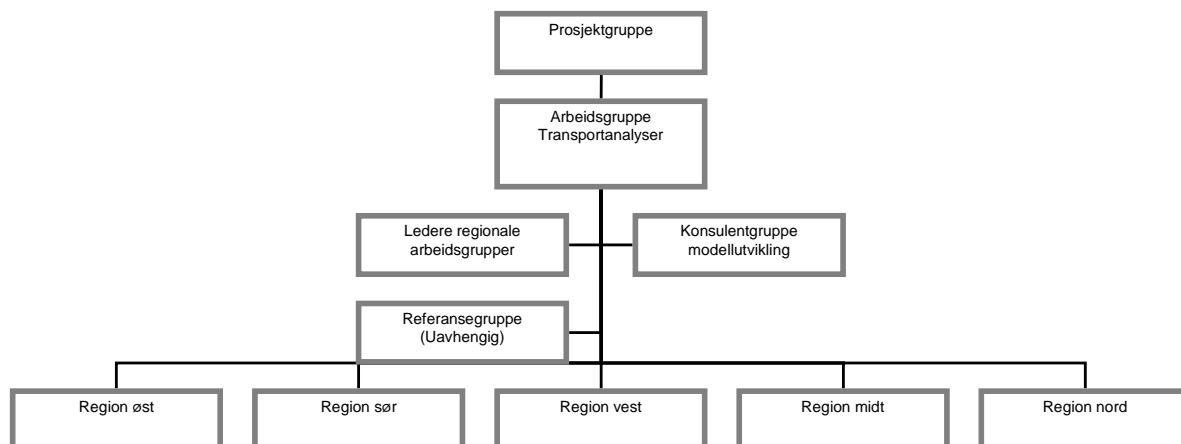 Prosjektgruppe
Arbeidsgruppe
Transportanalyser
Ledere regionale
arbeidsgrupper
Konsulentgruppe
modellutvikling
Referansegruppe
(Uavhengig)
Region øst
Region sør
Region vest
Region midt
Region nord